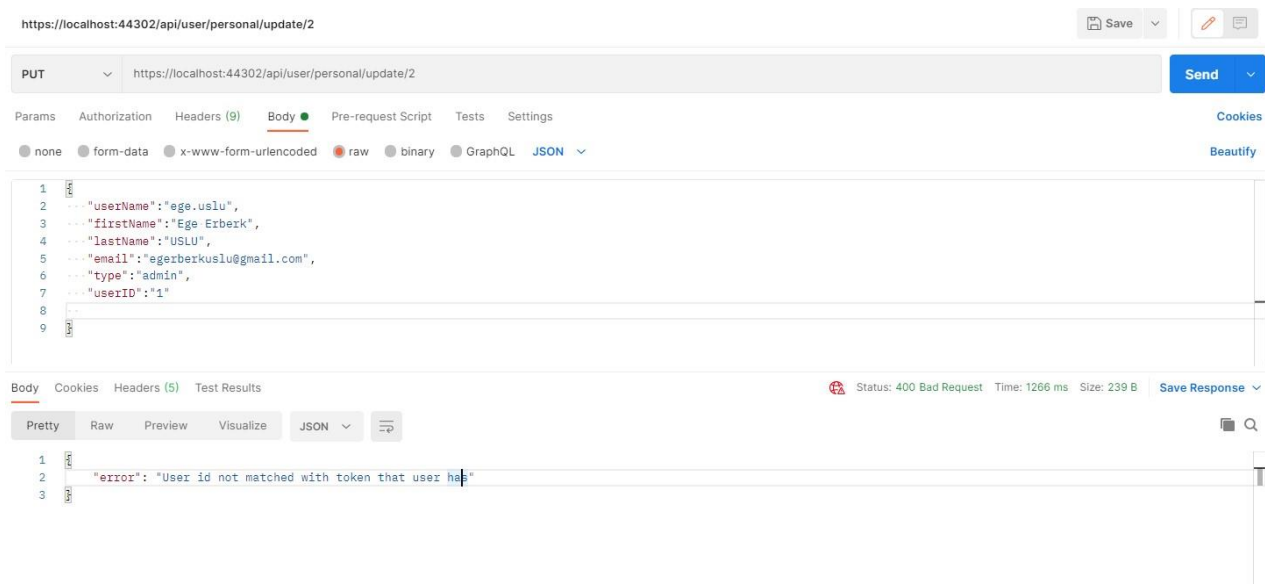 https://localhost:44302/api/user/personal/update/2
Save
PUT
https://localhost:44302/api/user/personal/update/2
Send
Params Authorization Headers (9) Body Pre-request Script Tests Settings Cookies
none form-data x-www-form-urlencoded raw binary GraphQL JSON Beautify
1 {
2 "userName":"ege.uslu",
3 "firstName":"Ege Erberk",
4 "lastName":"USLU",
5 "email":"egerberkuslu@gmail.com",
6 "type":"admin",
7 "userID":"1"
8
9 }
Body Cookies Headers (5) Test Results Status: 400 Bad Request Time: 1266 ms Size: 239 B Save Response
Pretty Raw Preview Visualize JSON
1 {
2 "error": "User id not matched with token that user has"
3 }